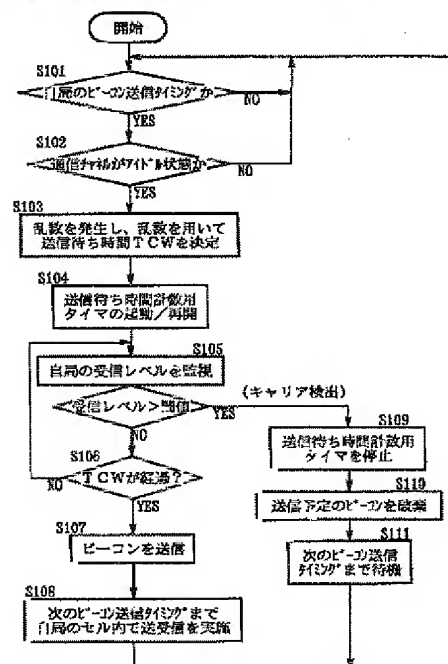 開始
S101
自局のビーコン送信タイミングか
NO
YES
S102
通信チャネルがアイドル状態か
NO
YES
S103
乱数を発生し、乱数を用いて
送信待ち時間TCWを決定
S104
送信待ち時間計数用
タイマの起動／再開
S105
自局の受信レベルを監視
受信レベル＞閾値
(キャリア検出)
YES
NO
S106
TCWが経過？
NO
YES
S107
ビーコンを送信
S108
次のビーコン送信タイミングまで
自局のセル内で送受信を実施
S109
送信待ち時間計数用
タイマを停止
S110
送信予定のビーコンを破棄
S111
次のビーコン送信
タイミングまで待機